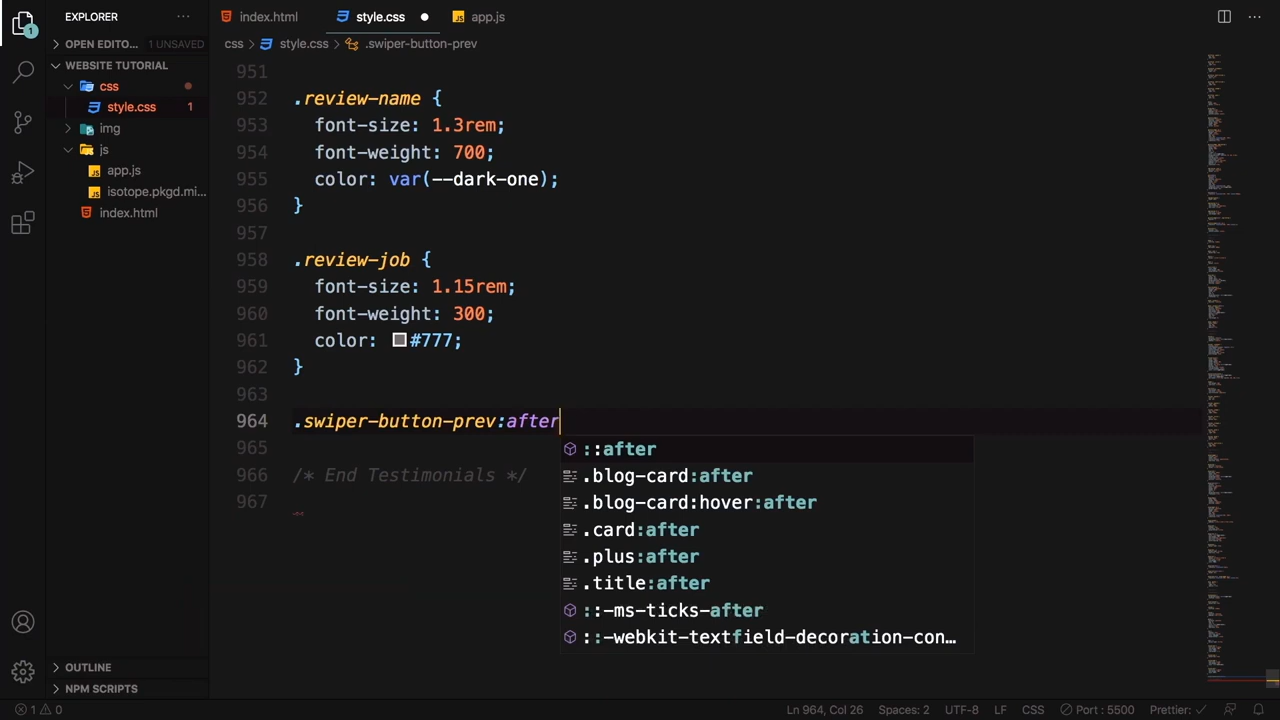 EXPLORER
index.html
style.css
app.js
1
OPEN EDITO... 1 UNSAVED
css > style.css > .swiper-button-prev
WEBSITE TUTORIAL
css
style.css 1
img
js
app.js
isotope.pkgd.mi...
index.html
951
952 .review-name {
953 font-size: 1.3rem;
954 font-weight: 700;
955 color: var(--dark-one);
956 }
957
958 .review-job {
959 font-size: 1.15rem;
960 font-weight: 300;
961 color: #777;
962 }
963
964 .swiper-button-prev:after
965
966 /* End Testimonials */
967
::after
.blog-card:after
.blog-card:hover:after
.card:after
.plus:after
.title:after
::-ms-ticks-after
::-webkit-textfield-decoration-con...
OUTLINE
NPM SCRIPTS
1 0
Ln 964, Col 26
Spaces: 2
UTF-8
LF
CSS
Port : 5500
Prettier: ✓